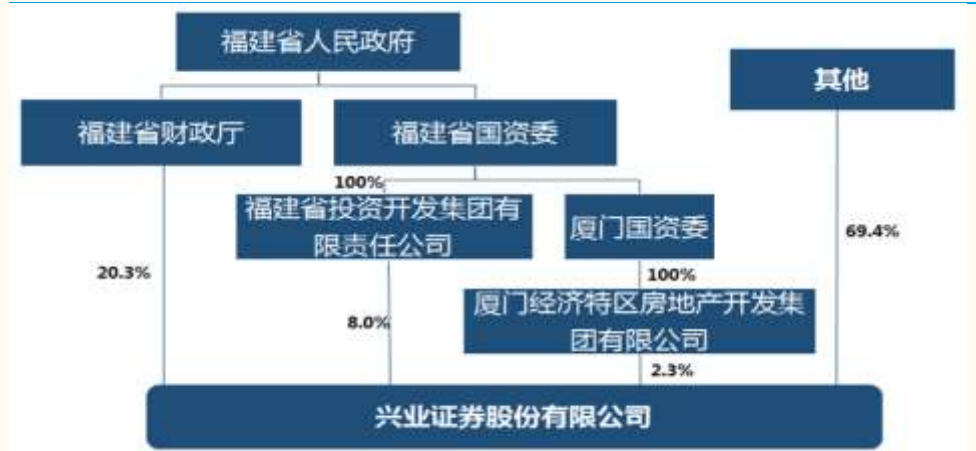 福建省人民政府
其他
福建省财政厅
福建省国资委
100%
福建省投资开发集团有
限责任公司
厦门国资委
69.4%
20.3%
100%
厦门经济特区房地产开发集
团有限公司
8.0%
2.3%
兴业证券股份有限公司